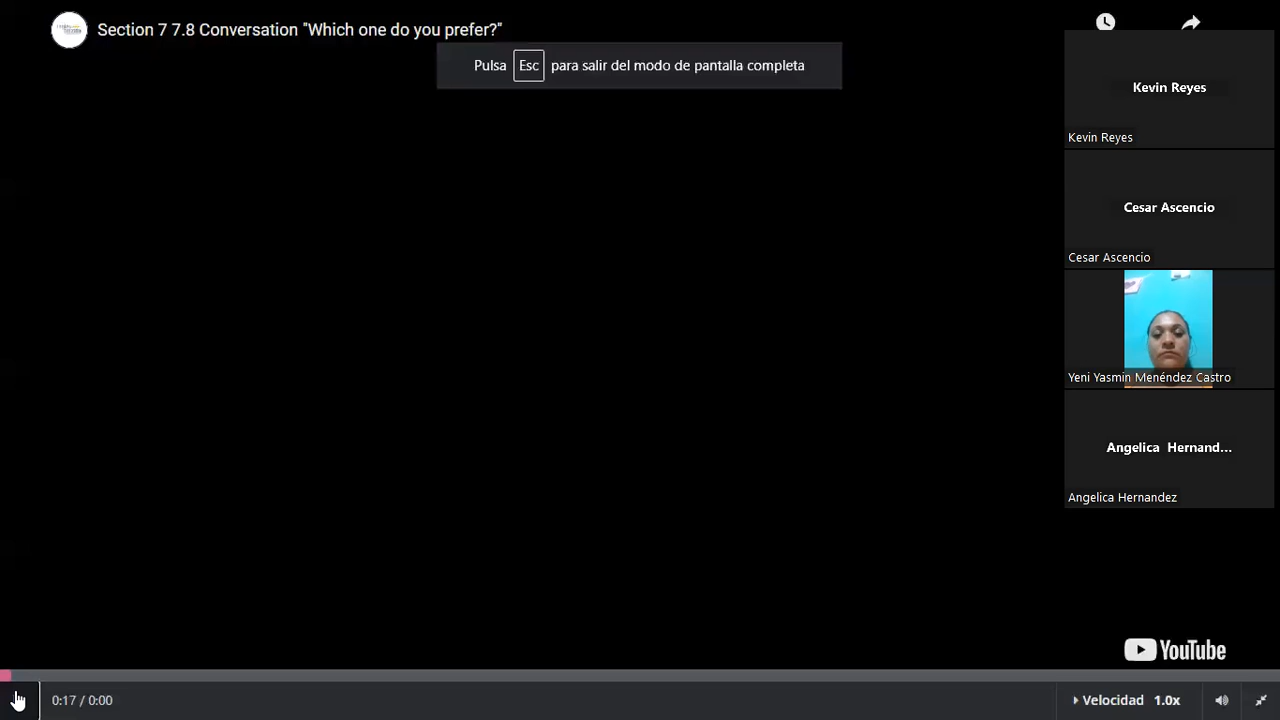 Section 7 7.8 Conversation "Which one do you prefer?"
Pulsa Esc para salir del modo de pantalla completa
Kevin Reyes
Kevin Reyes
Cesar Ascencio
Cesar Ascencio
Yeni Yasmin Menéndez Castro
Angelica Hernand...
Angelica Hernandez
YouTube
0:17 / 0:00
Velocidad 1.0x